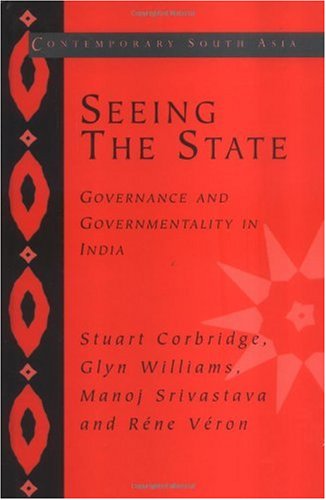 CONTEMPORARY SOUTH ASIA
SEEING
THE STATE
GOVERNANCE AND
GOVERNMENTALITY IN
INDIA
Stuart Corbridge,
Glyn Williams,
Manoj Srivastava
and Réne Véron